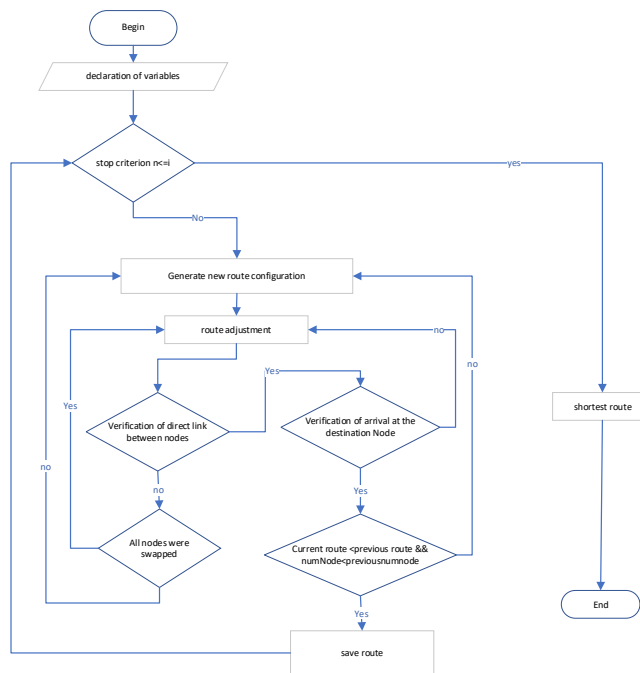 Begin
declaration of variables
stop criterion n<=i
yes
No
Generate new route configuration
route adjustment
no
no
Yes
Yes
Verification of direct link
between nodes
Verification of arrival at the
destination Node
shortest route
no
no
Yes
All nodes were
swapped
Current route <previous route &&
numNode<previousnumnode
Yes
End
save route